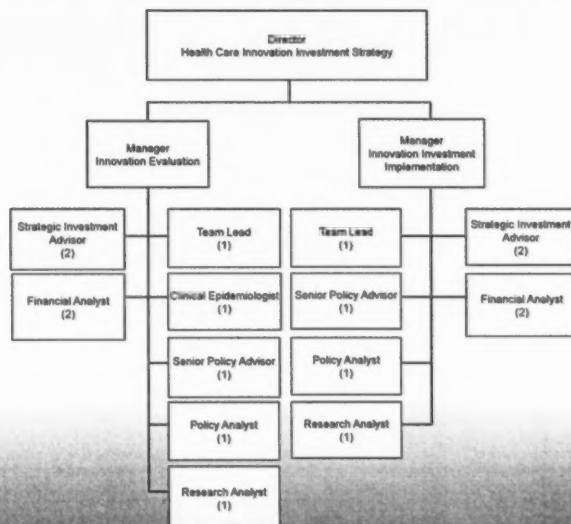 Director
Health Care Innovation Investment Strategy
Manager
Innovation Evaluation
Manager
Innovation Investment
Implementation
Strategic Investment
Advisor
(2)
Team Lead
(1)
Team Lead
(1)
Strategic Investment
Advisor
(2)
Financial Analyst
(2)
Clinical Epidemiologist
(1)
Senior Policy Advisor
(1)
Financial Analyst
(2)
Senior Policy Advisor
(1)
Policy Analyst
(1)
Policy Analyst
(1)
Research Analyst
(1)
Research Analyst
(1)